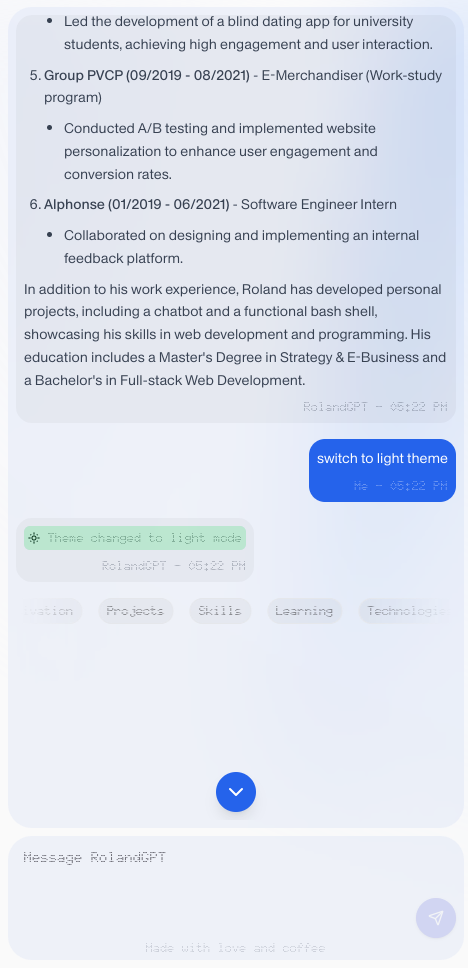 • Led the development of a blind dating app for university
students, achieving high engagement and user interaction.
5. Group PVCP (09/2019 - 08/2021) - E-Merchandiser (Work-study
program)
• Conducted A/B testing and implemented website
personalization to enhance user engagement and
conversion rates.
6. Alphonse (01/2019 - 06/2021) - Software Engineer Intern
• Collaborated on designing and implementing an internal
feedback platform.
In addition to his work experience, Roland has developed personal
projects, including a chatbot and a functional bash shell,
showcasing his skills in web development and programming. His
education includes a Master's Degree in Strategy & E-Business and
a Bachelor's in Full-stack Web Development.
RolandGPT - 05:22 PM
switch to light theme
Me - 05:22 PM
Theme changed to light mode
RolandGPT - 05:22 PM
Projects Skills Learning
Message RolandGPT
Made with love and coffee